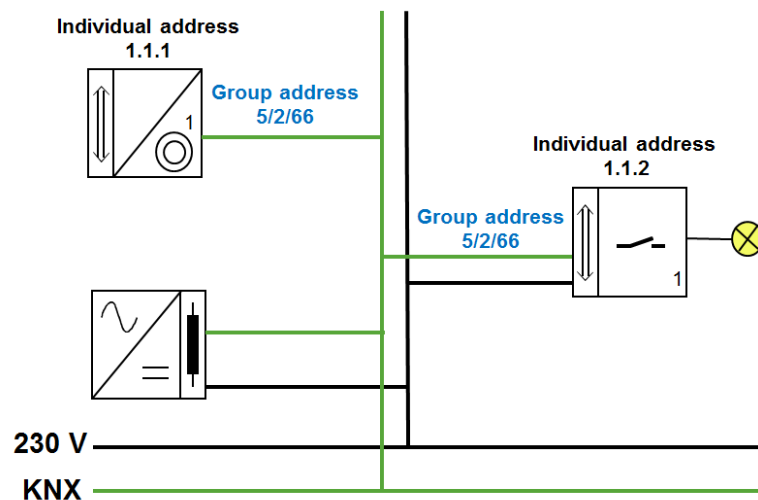 Individual address
1.1.1
Group address
5/2/66
1
Individual address
1.1.2
Group address
5/2/66
1
230 V
KNX